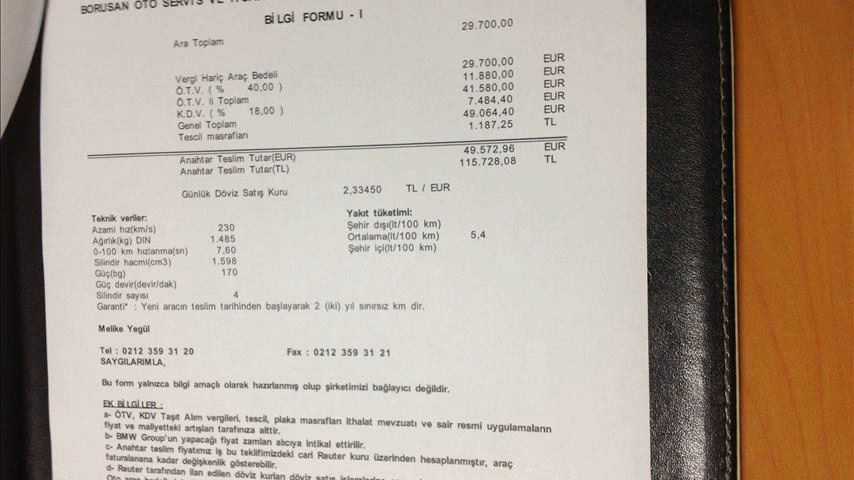 BORUSAN OTO SERVİS VE
BİLGİ FORMU - I
Ara Toplam 29.700,00
Vergi Hariç Araç Bedeli 29.700,00 EUR
Ö.T.V. ( % 40,00 ) 11.880,00 EUR
Ö.T.V. li Toplam 41.580,00 EUR
K.D.V. ( % 18,00 ) 7.484,40 EUR
Genel Toplam 49.064,40 EUR
Tescil masrafları 1.187,25 TL
Anahtar Teslim Tutar(EUR) 49.572,96 EUR
Anahtar Teslim Tutar(TL) 115.728,08 TL
Günlük Döviz Satış Kuru 2,33450 TL / EUR
Teknik veriler:
Azami hız(km/s) 230
Ağırlık(kg) DIN 1.485
0-100 km hızlanma(sn) 7,60
Silindir hacmi(cm3) 1.598
Güç(bg) 170
Güç devir(devir/dak)
Silindir sayısı 4
Yakıt tüketimi:
Şehir dışı(lt/100 km)
Ortalama(lt/100 km) 5,4
Şehir içi(lt/100 km)
Garanti* : Yeni aracın teslim tarihinden başlayarak 2 (iki) yıl sınırsız km dir.
Melike Yegül
Tel : 0212 359 31 20 Fax : 0212 359 31 21
SAYGILARIMLA,
Bu form yalnızca bilgi amaçlı olarak hazırlanmış olup şirketimizi bağlayıcı değildir.
EK BİLGİLER :
a- ÖTV, KDV Taşıt Alım vergileri, tescil, plaka masrafları ithalat mevzuatı ve sair resmi uygulamaların
fiyat ve maliyetteki artışları tarafınıza aittir.
b- BMW Group'un yapacağı fiyat zamları alıcıya intikal ettirilir.
c- Anahtar teslim fiyatımız iş bu teklifimizdeki cari Reuter kuru üzerinden hesaplanmıştır, araç
faturalanana kadar değişkenlik gösterebilir.
d- Reuter tarafından ilan edilen döviz kurları döviz satış